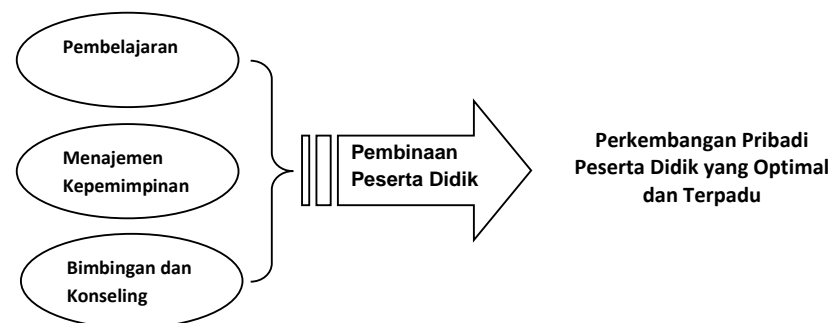 Pembelajaran
Menajemen
Kepemimpinan
Bimbingan dan
Konseling
Pembinaan
Peserta Didik
Perkembangan Pribadi
Peserta Didik yang Optimal
dan Terpadu